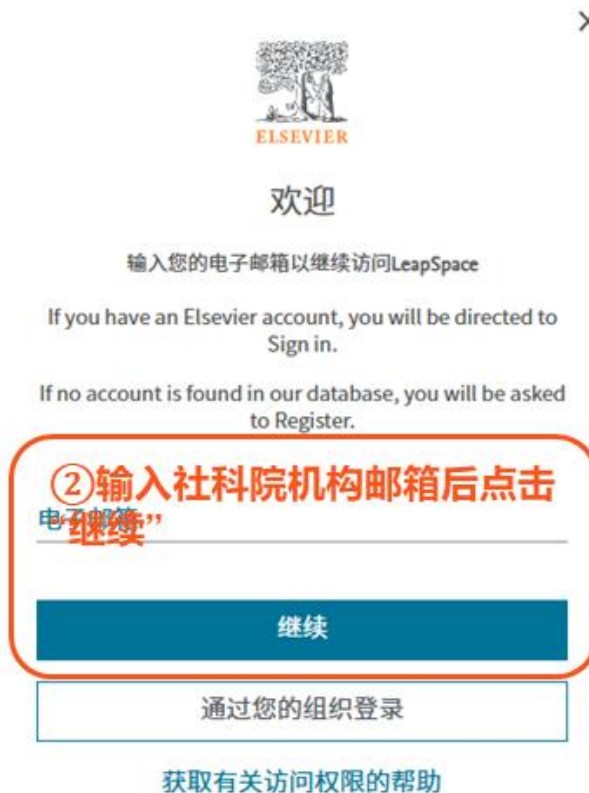 ELSEVIER
欢迎
输入您的电子邮箱以继续访问LeapSpace
If you have an Elsevier account, you will be directed to
Sign in.
If no account is found in our database, you will be asked
to Register.
②输入社科院机构邮箱后点击
“继续”
电子邮箱
继续
通过您的组织登录
获取有关访问权限的帮助